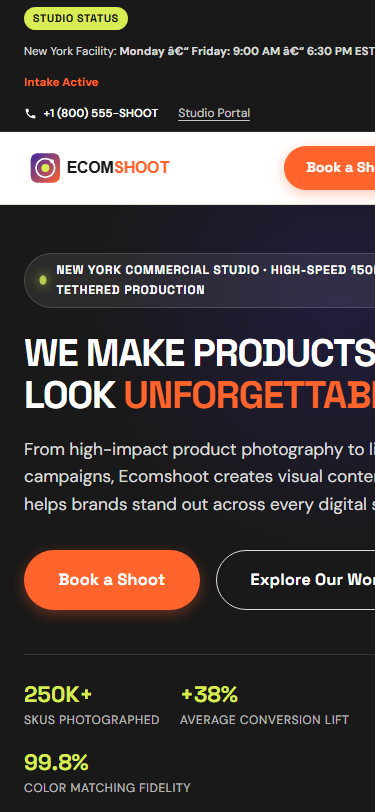 STUDIO STATUS
New York Facility: Monday â€“ Friday: 9:00 AM â€“ 6:30 PM EST
Intake Active
+1 (800) 555-SHOOT Studio Portal
ECOMSHOOT
Book a Sh
NEW YORK COMMERCIAL STUDIO · HIGH-SPEED 150
TETHERED PRODUCTION
WE MAKE PRODUCTS
LOOK UNFORGETTAB
From high-impact product photography to li
campaigns, Ecomshoot creates visual conte
helps brands stand out across every digital s
Book a Shoot
Explore Our Wo
250K+ +38%
SKUS PHOTOGRAPHED AVERAGE CONVERSION LIFT
99.8%
COLOR MATCHING FIDELITY